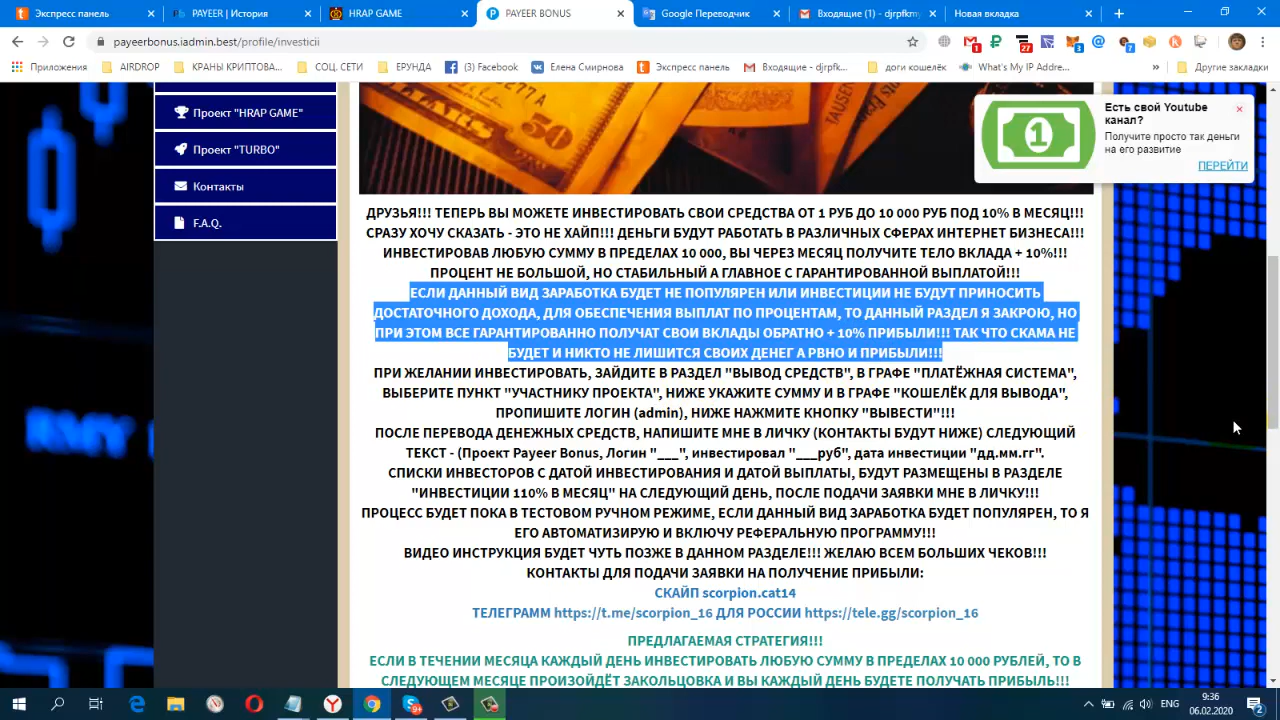 Экспресс панель
PAYEER | История
HRAP GAME
PAYEER BONUS
Google Переводчик
Входящие (1) - djrpfkmy
Новая вкладка
payeerbonus.iadmin.best/profile/investicii
Приложения
AIRDROP
КРАНЫ КРИПТОВА...
СОЦ. СЕТИ
ЕРУНДА
(3) Facebook
Елена Смирнова
Экспресс панель
Входящие - djrpfk...
доги кошелёк
What's My IP Addre...
»
Другие закладки
Проект "HRAP GAME"
Проект "TURBO"
Контакты
F.A.Q.
Есть свой Youtube
канал?
Получите просто так деньги
на его развитие
ПЕРЕЙТИ
ДРУЗЬЯ!!! ТЕПЕРЬ ВЫ МОЖЕТЕ ИНВЕСТИРОВАТЬ СВОИ СРЕДСТВА ОТ 1 РУБ ДО 10 000 РУБ ПОД 10% В МЕСЯЦ!!!
СРАЗУ ХОЧУ СКАЗАТЬ - ЭТО НЕ ХАЙП!!! ДЕНЬГИ БУДУТ РАБОТАТЬ В РАЗЛИЧНЫХ СФЕРАХ ИНТЕРНЕТ БИЗНЕСА!!!
ИНВЕСТИРОВАВ ЛЮБУЮ СУММУ В ПРЕДЕЛАХ 10 000, ВЫ ЧЕРЕЗ МЕСЯЦ ПОЛУЧИТЕ ТЕЛО ВКЛАДА + 10%!!!
ПРОЦЕНТ НЕ БОЛЬШОЙ, НО СТАБИЛЬНЫЙ А ГЛАВНОЕ С ГАРАНТИРОВАННОЙ ВЫПЛАТОЙ!!!
ЕСЛИ ДАННЫЙ ВИД ЗАРАБОТКА БУДЕТ НЕ ПОПУЛЯРЕН ИЛИ ИНВЕСТИЦИИ НЕ БУДУТ ПРИНОСИТЬ
ДОСТАТОЧНОГО ДОХОДА, ДЛЯ ОБЕСПЕЧЕНИЯ ВЫПЛАТ ПО ПРОЦЕНТАМ, ТО ДАННЫЙ РАЗДЕЛ Я ЗАКРОЮ, НО
ПРИ ЭТОМ ВСЕ ГАРАНТИРОВАННО ПОЛУЧАТ СВОИ ВКЛАДЫ ОБРАТНО + 10% ПРИБЫЛИ!!! ТАК ЧТО СКАМА НЕ
БУДЕТ И НИКТО НЕ ЛИШИТСЯ СВОИХ ДЕНЕГ А РВНО И ПРИБЫЛИ!!!
ПРИ ЖЕЛАНИИ ИНВЕСТИРОВАТЬ, ЗАЙДИТЕ В РАЗДЕЛ "ВЫВОД СРЕДСТВ", В ГРАФЕ "ПЛАТЁЖНАЯ СИСТЕМА",
ВЫБЕРИТЕ ПУНКТ "УЧАСТНИКУ ПРОЕКТА", НИЖЕ УКАЖИТЕ СУММУ И В ГРАФЕ "КОШЕЛЁК ДЛЯ ВЫВОДА",
ПРОПИШИТЕ ЛОГИН (admin), НИЖЕ НАЖМИТЕ КНОПКУ "ВЫВЕСТИ"!!!
ПОСЛЕ ПЕРЕВОДА ДЕНЕЖНЫХ СРЕДСТВ, НАПИШИТЕ МНЕ В ЛИЧКУ (КОНТАКТЫ БУДУТ НИЖЕ) СЛЕДУЮЩИЙ
ТЕКСТ - (Проект Payeer Bonus, Логин "___", инвестировал "___руб", дата инвестиции "дд.мм.гг".
СПИСКИ ИНВЕСТОРОВ С ДАТОЙ ИНВЕСТИРОВАНИЯ И ДАТОЙ ВЫПЛАТЫ, БУДУТ РАЗМЕЩЕНЫ В РАЗДЕЛЕ
"ИНВЕСТИЦИИ 110% В МЕСЯЦ" НА СЛЕДУЮЩИЙ ДЕНЬ, ПОСЛЕ ПОДАЧИ ЗАЯВКИ МНЕ В ЛИЧКУ!!!
ПРОЦЕСС БУДЕТ ПОКА В ТЕСТОВОМ РУЧНОМ РЕЖИМЕ, ЕСЛИ ДАННЫЙ ВИД ЗАРАБОТКА БУДЕТ ПОПУЛЯРЕН, ТО Я
ЕГО АВТОМАТИЗИРУЮ И ВКЛЮЧУ РЕФЕРАЛЬНУЮ ПРОГРАММУ!!!
ВИДЕО ИНСТРУКЦИЯ БУДЕТ ЧУТЬ ПОЗЖЕ В ДАННОМ РАЗДЕЛЕ!!! ЖЕЛАЮ ВСЕМ БОЛЬШИХ ЧЕКОВ!!!
КОНТАКТЫ ДЛЯ ПОДАЧИ ЗАЯВКИ НА ПОЛУЧЕНИЕ ПРИБЫЛИ:
СКАЙП scorpion.cat14
ТЕЛЕГРАММ https://t.me/scorpion_16 ДЛЯ РОССИИ https://tele.gg/scorpion_16
ПРЕДЛАГАЕМАЯ СТРАТЕГИЯ!!!
ЕСЛИ В ТЕЧЕНИИ МЕСЯЦА КАЖДЫЙ ДЕНЬ ИНВЕСТИРОВАТЬ ЛЮБУЮ СУММУ В ПРЕДЕЛАХ 10 000 РУБЛЕЙ, ТО В
СЛЕДУЮЩЕМ МЕСЯЦЕ ПРОИЗОЙДЁТ ЗАКОЛЬЦОВКА И ВЫ КАЖДЫЙ ДЕНЬ БУДЕТЕ ПОЛУЧАТЬ ПРИБЫЛЬ!!!
ENG
9:36
06.02.2020